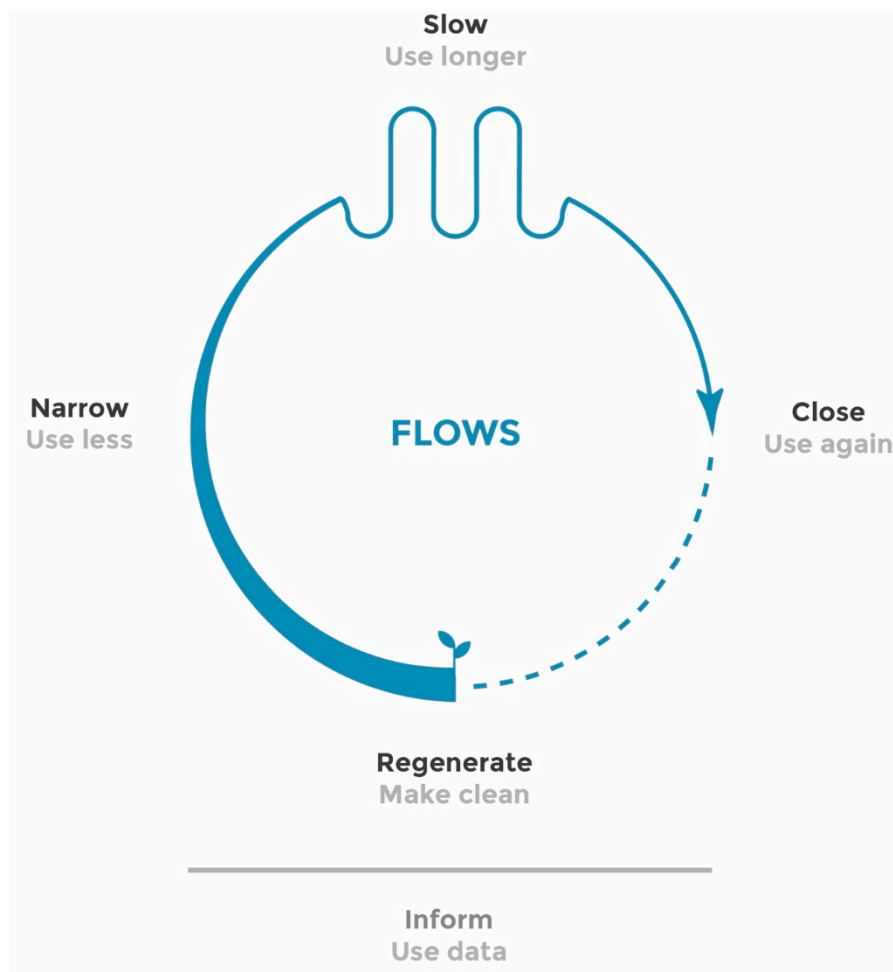 Slow
Use longer
Narrow
Use less
FLOWS
Close
Use again
Regenerate
Make clean
Inform
Use data